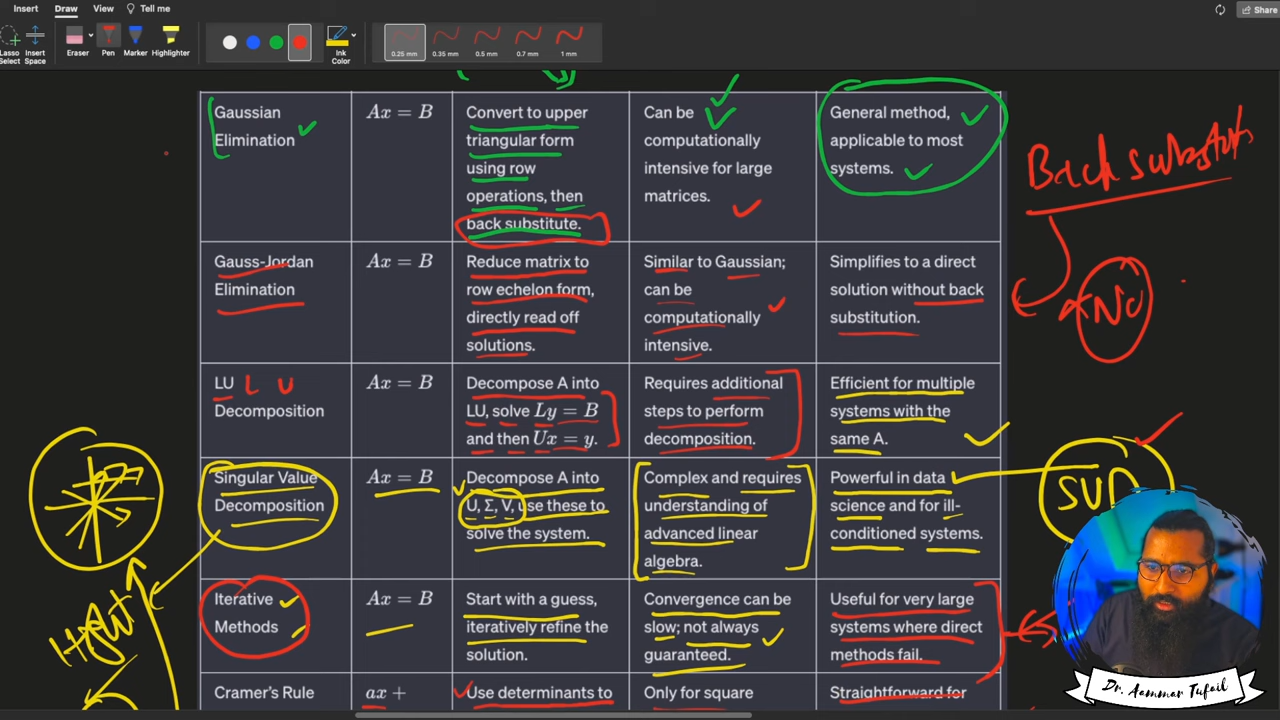 Insert Draw View Tell me
Share
Lasso Select
Insert Space
Eraser
Pen
Marker
Highlighter
Ink Color
0.25 mm
0.35 mm
0.5 mm
0.7 mm
1 mm
Gaussian
Elimination
Ax = B
Convert to upper
triangular form
using row
operations, then
back substitute.
Can be
computationally
intensive for large
matrices.
General method,
applicable to most
systems.
Back substitute
Gauss-Jordan
Elimination
Ax = B
Reduce matrix to
row echelon form,
directly read off
solutions.
Similar to Gaussian;
can be
computationally
intensive.
Simplifies to a direct
solution without back
substitution.
No
LU L U
Decomposition
Ax = B
Decompose A into
LU, solve Ly = B
and then Ux = y.
Requires additional
steps to perform
decomposition.
Efficient for multiple
systems with the
same A.
Singular Value
Decomposition
Ax = B
Decompose A into
U, Σ, V, use these to
solve the system.
Complex and requires
understanding of
advanced linear
algebra.
Powerful in data
science and for ill-
conditioned systems.
SVD
Iterative
Methods
Ax = B
Start with a guess,
iteratively refine the
solution.
Convergence can be
slow; not always
guaranteed.
Useful for very large
systems where direct
methods fail.
Cramer's Rule
ax +
Use determinants to
Only for square
Straightforward for
Dr. Aammar Tufail